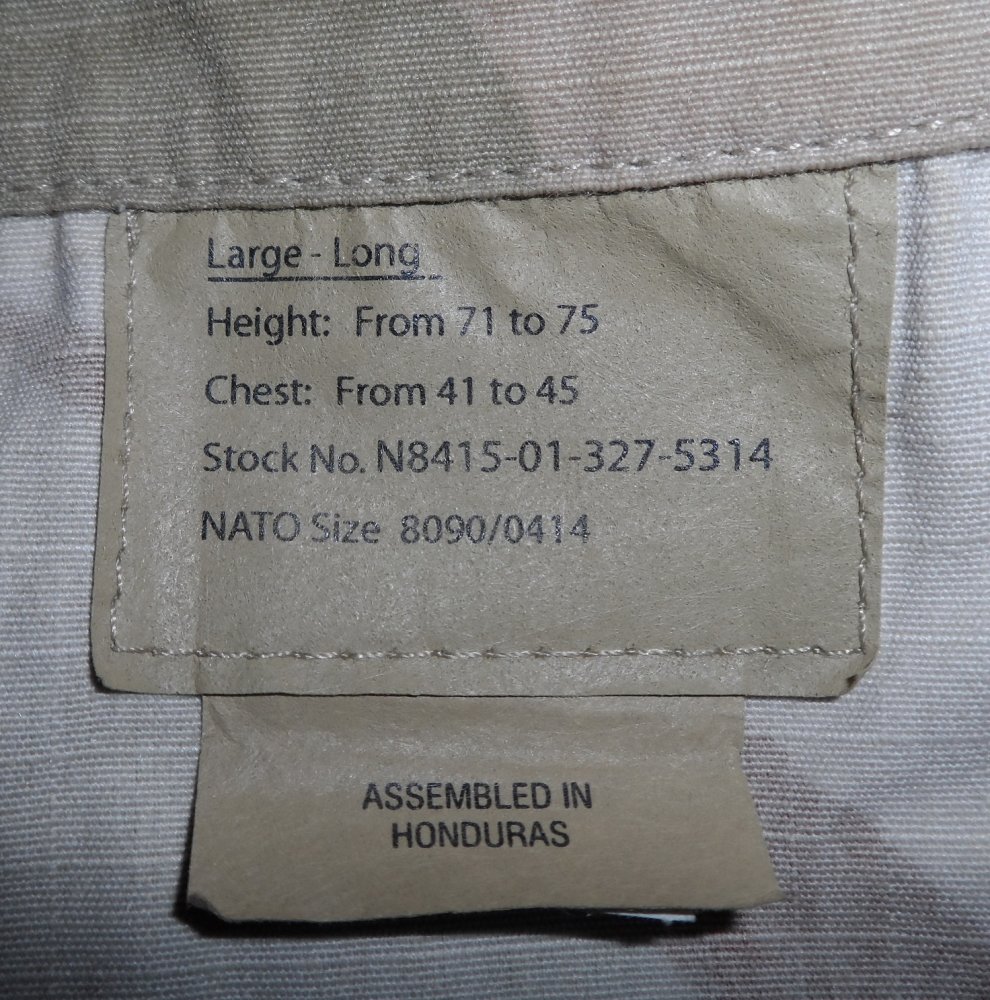 Large - Long
Height: From 71 to 75
Chest: From 41 to 45
Stock No. N8415-01-327-5314
NATO Size 8090/0414
ASSEMBLED IN
HONDURAS